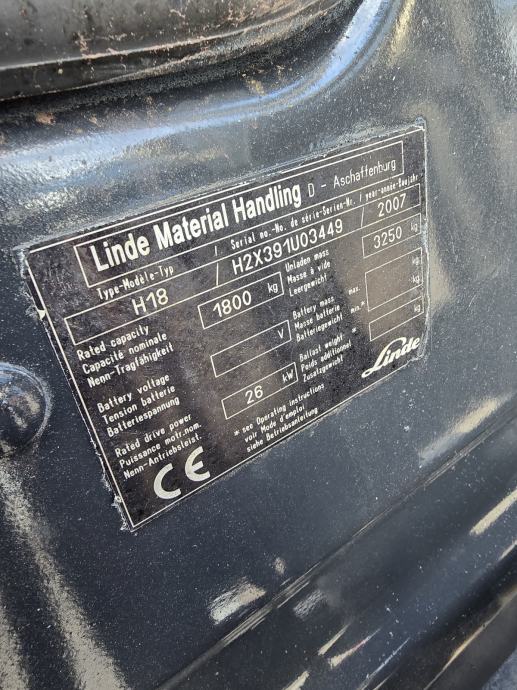 Linde Material Handling D - Aschaffenburg
Type-Modèle-Typ / Serial no.-No. de série-Serien-Nr. / year-année-Baujahr
H18 / H2X391U03449 / 2007
Rated capacity
Capacité nominale
Nenn-Tragfähigkeit
1800 kg
Unladen mass
Masse à vide
Leergewicht
3250 kg
Battery voltage
Tension batterie
Batteriespannung
V
Battery mass
Masse batterie
Batteriegewicht
max. kg
min.* kg
Rated drive power
Puissance motr.nom.
Nenn-Antriebsleist.
26 kW
Ballast weight *
Poids additionnel
Zusatzgewicht
kg
* see Operating instructions
voir Mode d'emploi
siehe Betriebsanleitung
CE
Linde